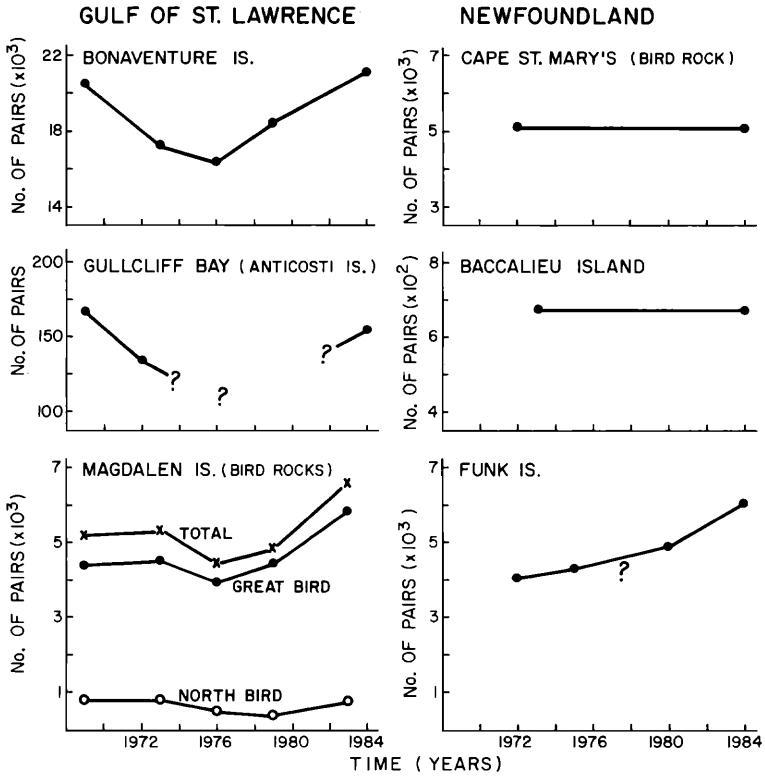 GULF OF ST. LAWRENCE
NEWFOUNDLAND
BONAVENTURE IS.
No. OF PAIRS (x10³)
22
18
14
CAPE ST. MARY'S (BIRD ROCK)
No. OF PAIRS (x10³)
7
5
3
GULLCLIFF BAY (ANTICOSTI IS.)
No. OF PAIRS
200
150
100
?
?
?
BACCALIEU ISLAND
No. OF PAIRS (x10²)
8
6
4
MAGDALEN IS. (BIRD ROCKS)
No. OF PAIRS (x10³)
7
5
3
1
TOTAL
GREAT BIRD
NORTH BIRD
1972 1976 1980 1984
FUNK IS.
No. OF PAIRS (x10³)
7
5
3
1
?
1972 1976 1980 1984
TIME (YEARS)